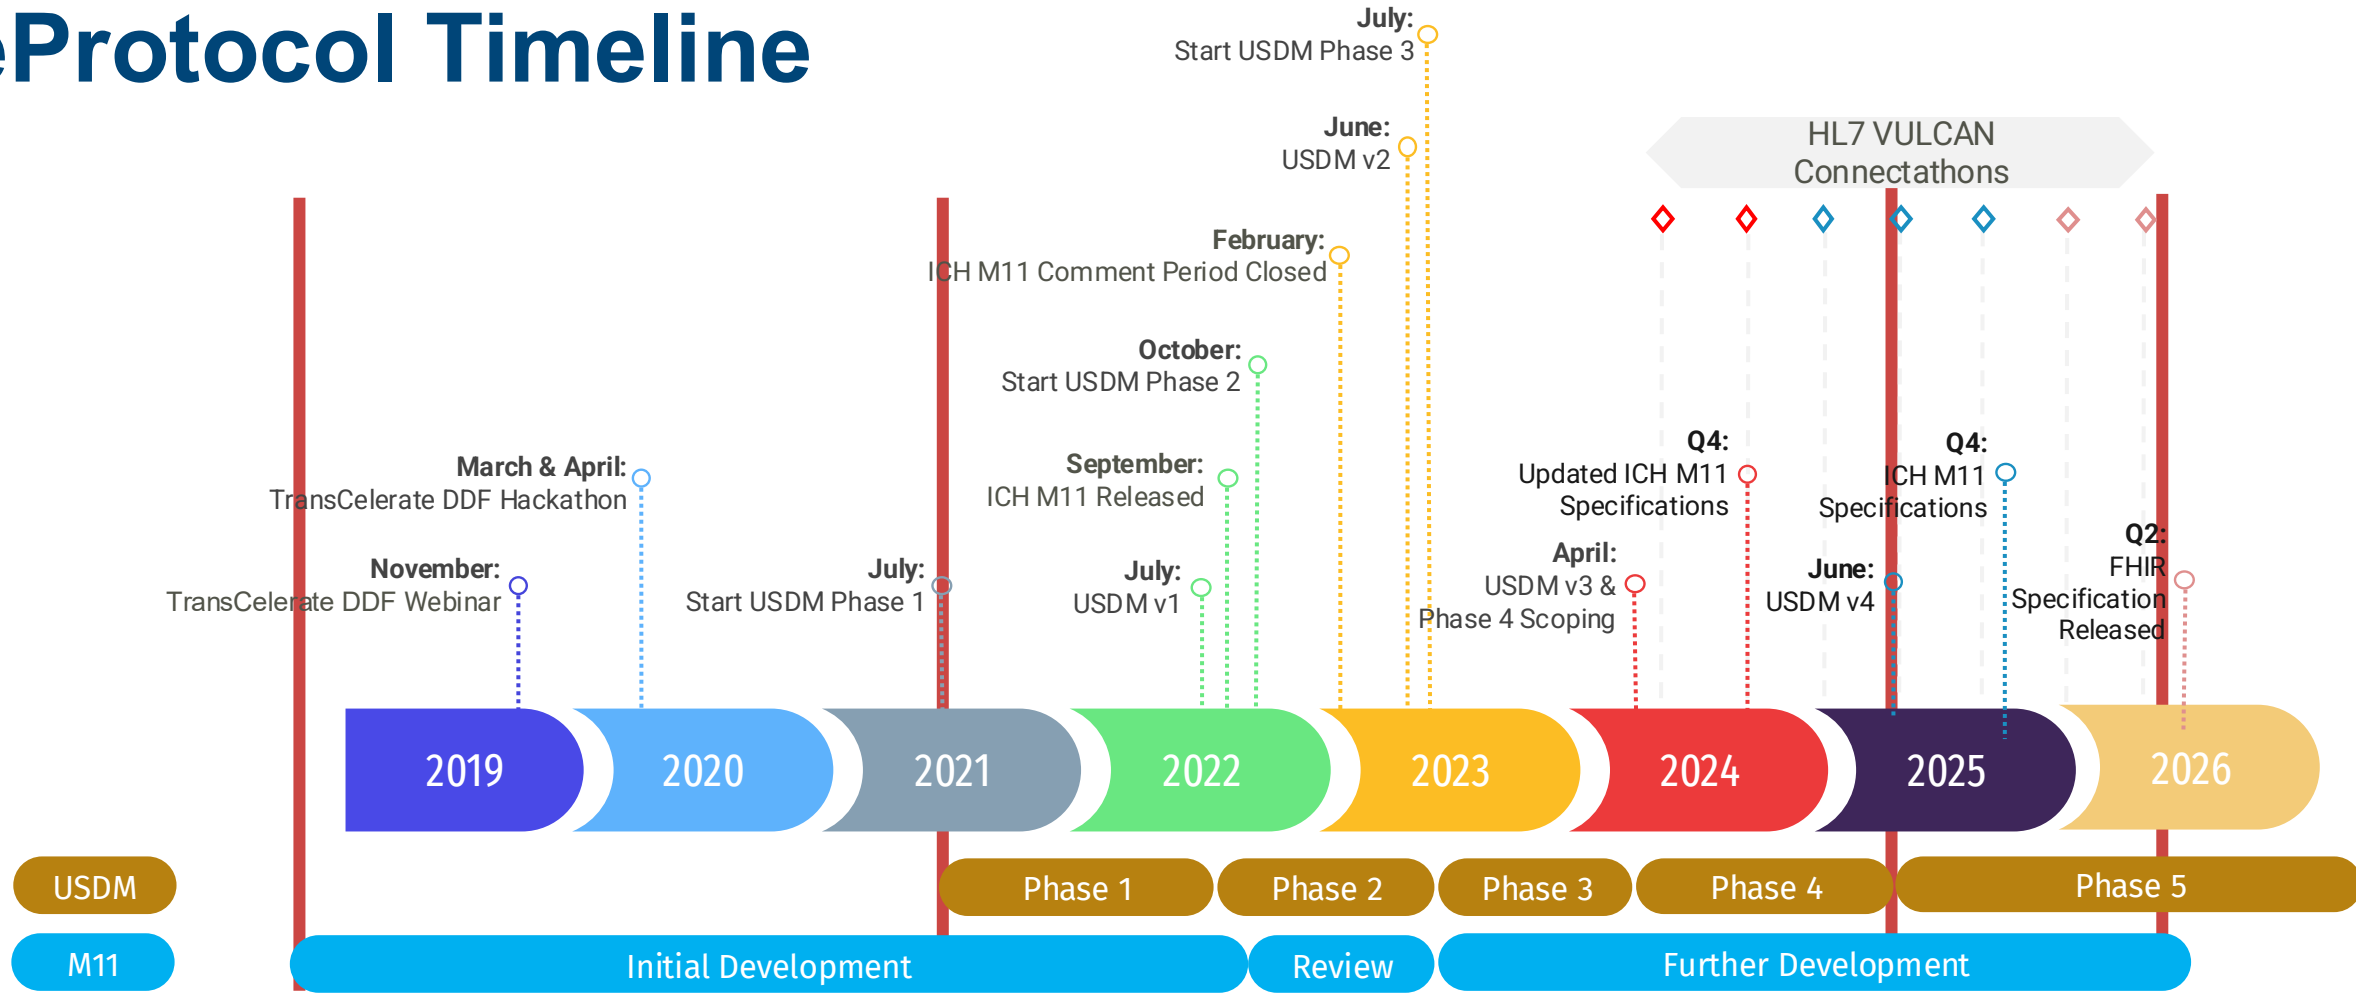 eProtocol Timeline
July:
Start USDM Phase 3
June:
USDM v2
HL7 VULCAN
Connectathons
February:
ICH M11 Comment Period Closed
October:
Start USDM Phase 2
March & April:
TransCelerate DDF Hackathon
September:
ICH M11 Released
Q4:
Updated ICH M11
Specifications
Q4:
ICH M11
Specifications
November:
TransCelerate DDF Webinar
July:
Start USDM Phase 1
July:
USDM v1
April:
USDM v3 &
Phase 4 Scoping
June:
USDM v4
Q2:
FHIR
Specification
Released
2019
2020
2021
2022
2023
2024
2025
2026
USDM
Phase 1
Phase 2
Phase 3
Phase 4
Phase 5
M11
Initial Development
Review
Further Development